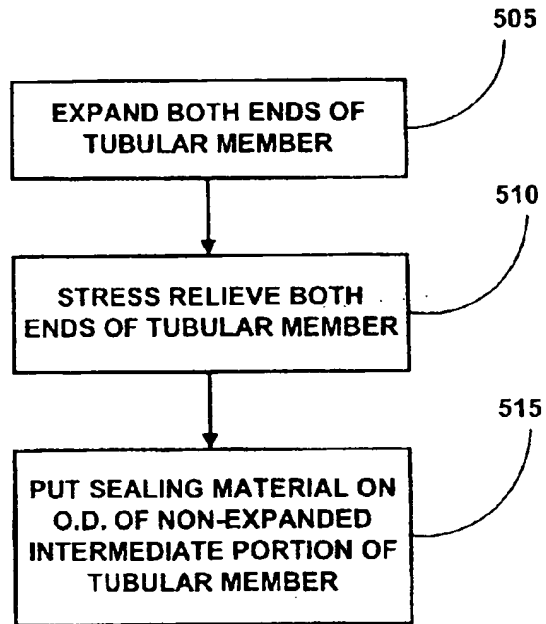 505
EXPAND BOTH ENDS OF
TUBULAR MEMBER
510
STRESS RELIEVE BOTH
ENDS OF TUBULAR MEMBER
515
PUT SEALING MATERIAL ON
O.D. OF NON-EXPANDED
INTERMEDIATE PORTION OF
TUBULAR MEMBER